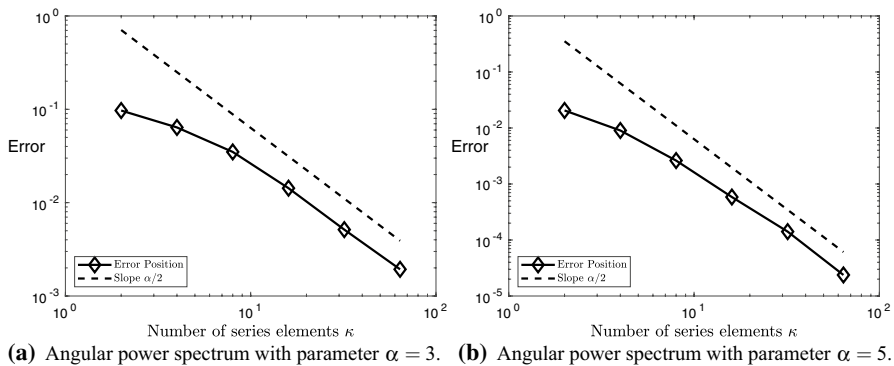 10^0
10^-1
Error
10^-2
10^-3
Error Position
Slope α/2
10^0
10^1
10^2
Number of series elements κ
(a) Angular power spectrum with parameter α = 3.
10^0
10^-1
10^-2
Error
10^-3
10^-4
10^-5
Error Position
Slope α/2
10^0
10^1
10^2
Number of series elements κ
(b) Angular power spectrum with parameter α = 5.